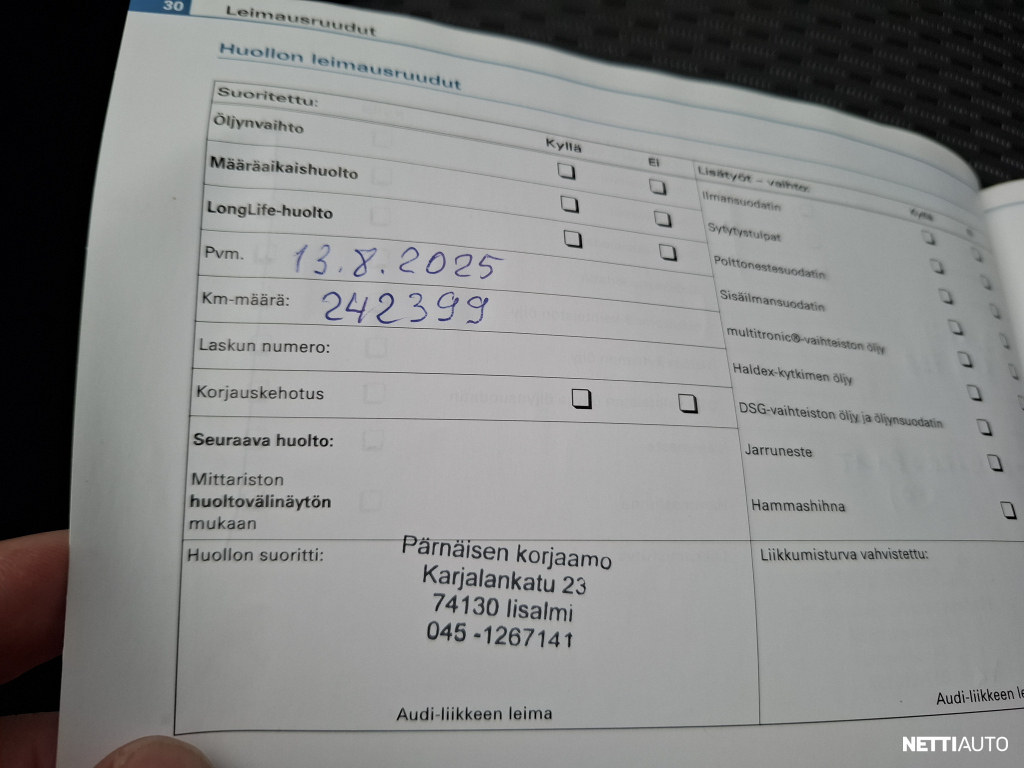 30 Leimausruudut
Huollon leimausruudut
Suoritettu:
Kyllä Ei
Öljynvaihto
Määräaikaishuolto
LongLife-huolto
Pvm. 13.8.2025
Km-määrä: 242399
Laskun numero:
Korjauskehotus
Seuraava huolto:
Mittariston
huoltovälinäytön
mukaan
Huollon suoritti:
Pärnäisen korjaamo
Karjalankatu 23
74130 Iisalmi
045 -1267141
Audi-liikkeen leima
Lisätyöt – vaihto:
Kyllä
Ilmansuodatin
Sytytystulpat
Polttonestesuodatin
Sisäilmansuodatin
multitronic®-vaihteiston öljy
Haldex-kytkimen öljy
DSG-vaihteiston öljy ja öljynsuodatin
Jarruneste
Hammashihna
Liikkumisturva vahvistettu:
Audi-liikkeen
NETTIAUTO